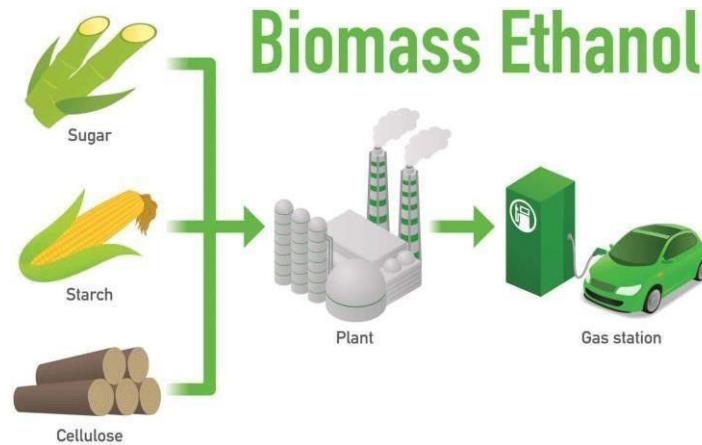 Biomass Ethanol
Sugar
Starch
Cellulose
Plant
Gas station